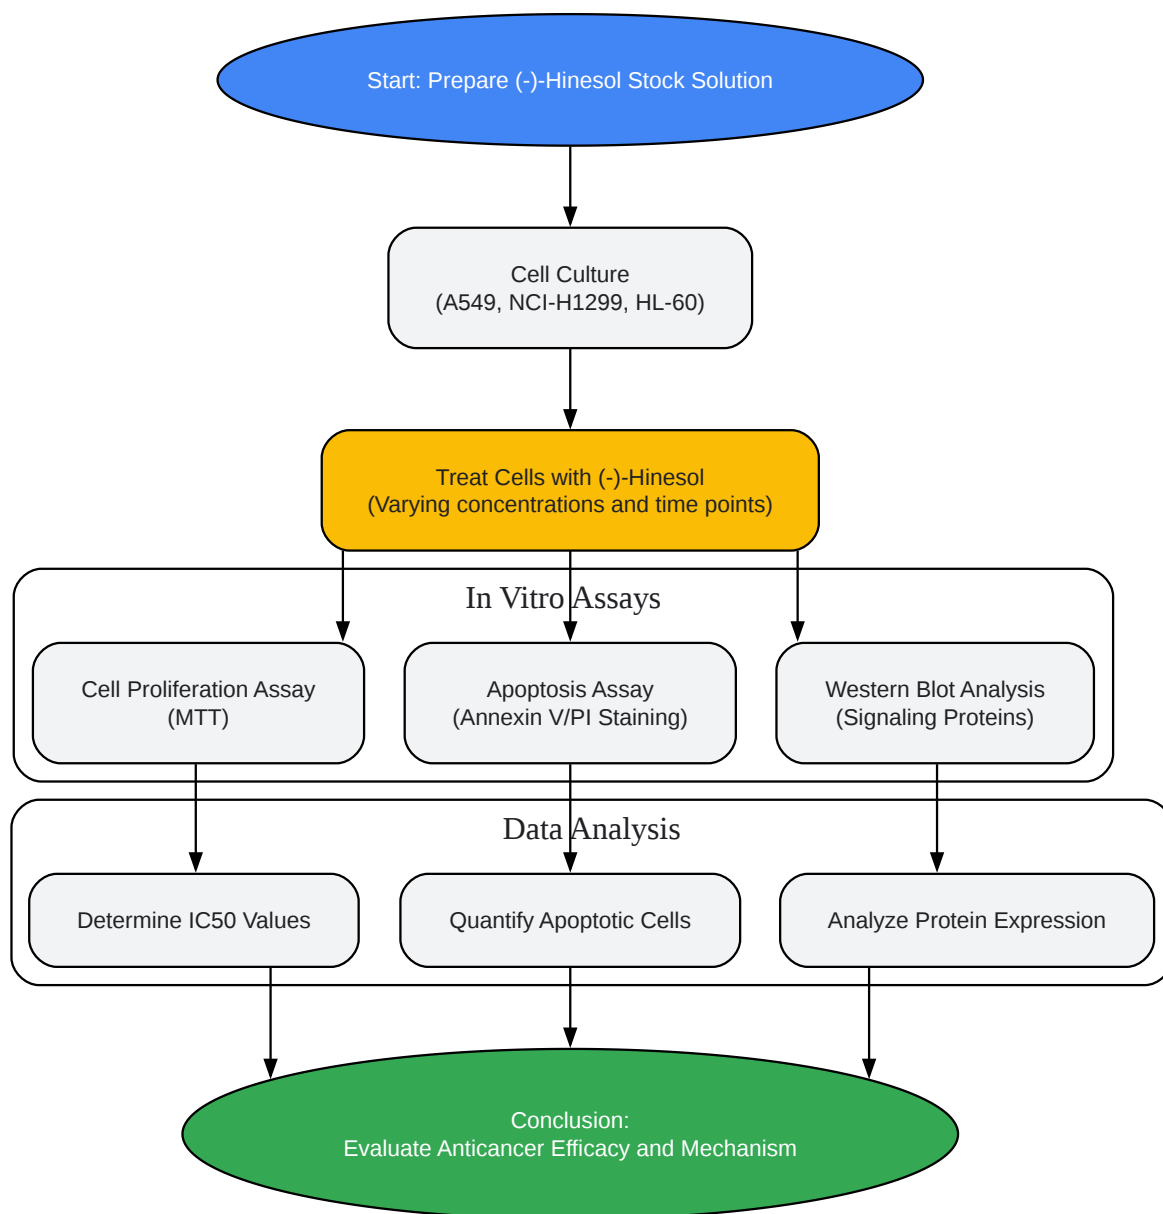 Start: Prepare (-)-Hinesol Stock Solution
Cell Culture
(A549, NCI-H1299, HL-60)
Treat Cells with (-)-Hinesol
(Varying concentrations and time points)
In Vitro Assays
Cell Proliferation Assay
(MTT)
Apoptosis Assay
(Annexin V/PI Staining)
Western Blot Analysis
(Signaling Proteins)
Data Analysis
Determine IC50 Values
Quantify Apoptotic Cells
Analyze Protein Expression
Conclusion:
Evaluate Anticancer Efficacy and Mechanism